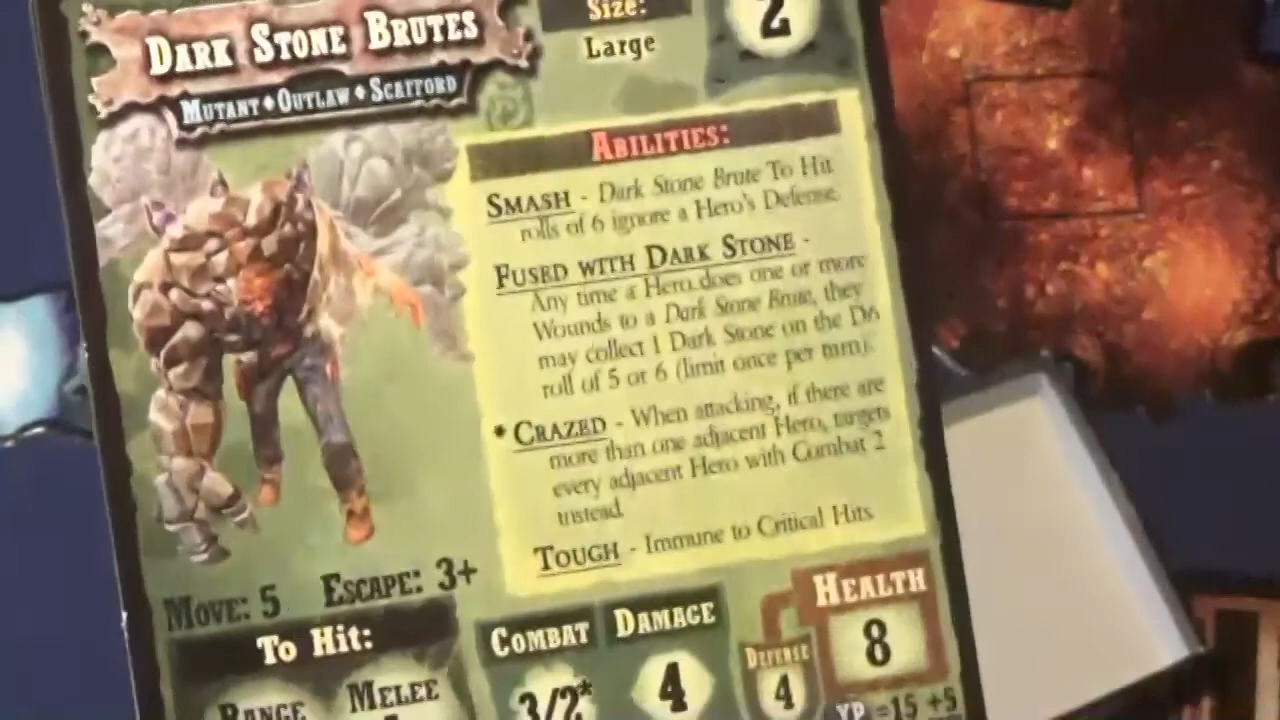 DARK STONE BRUTES
MUTANT ♦ OUTLAW ♦ SCAFFORD
Size:
Large
2
ABILITIES:
SMASH - Dark Stone Brute To Hit
rolls of 6 ignore a Hero's Defense.
FUSED WITH DARK STONE -
Any time a Hero does one or more
Wounds to a Dark Stone Brute, they
may collect 1 Dark Stone on the D6
roll of 5 or 6 (limit once per turn).
* CRAZED - When attacking, if there are
more than one adjacent Hero, targets
every adjacent Hero with Combat 2
instead.
TOUGH - Immune to Critical Hits.
MOVE: 5 ESCAPE: 3+
TO HIT:
RANGE
MELEE
COMBAT
3/2*
DAMAGE
4
DEFENSE
4
HEALTH
8
XP =15 +5